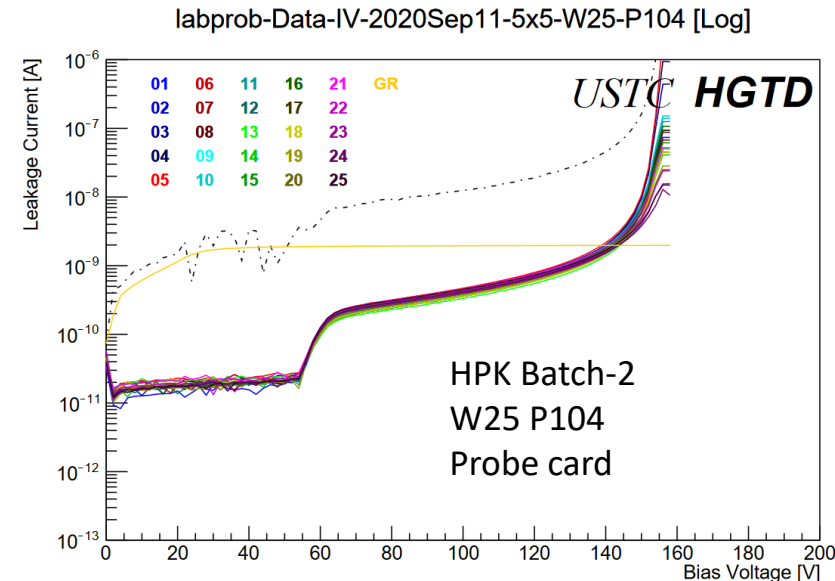 labprob-Data-IV-2020Sep11-5x5-W25-P104 [Log]
Leakage Current [A]
10⁻⁶
10⁻⁷
10⁻⁸
10⁻⁹
10⁻¹⁰
10⁻¹¹
10⁻¹²
10⁻¹³
01 06 11 16 21 GR
02 07 12 17 22
03 08 13 18 23
04 09 14 19 24
05 10 15 20 25
USTC HGTD
HPK Batch-2
W25 P104
Probe card
0 20 40 60 80 100 120 140 160 180 200
Bias Voltage [V]